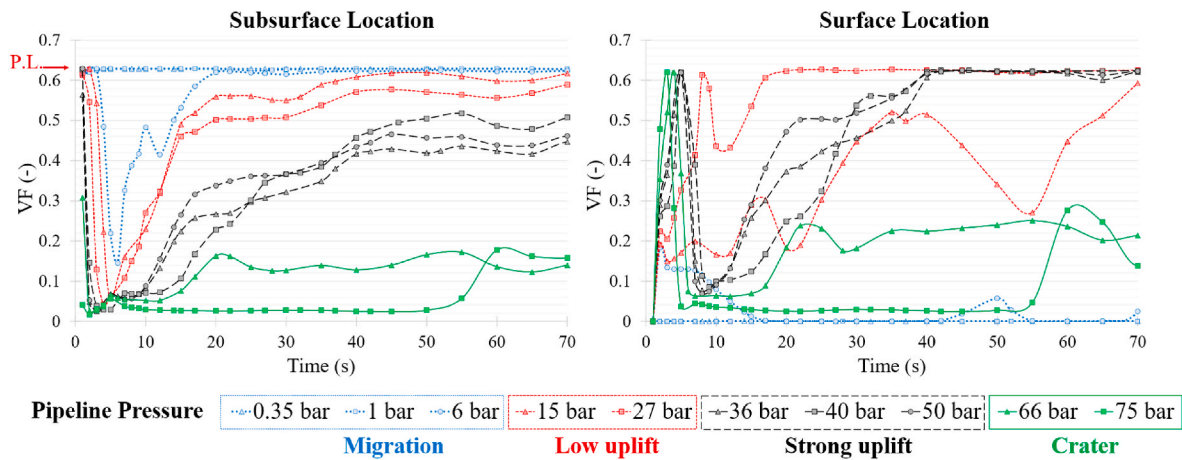 Subsurface Location
Surface Location
P.L.
VF (-)
0.7
0.6
0.5
0.4
0.3
0.2
0.1
0
0 10 20 30 40 50 60 70
Time (s)
VF (-)
0.7
0.6
0.5
0.4
0.3
0.2
0.1
0
0 10 20 30 40 50 60 70
Time (s)
Pipeline Pressure 0.35 bar 1 bar 6 bar 15 bar 27 bar 36 bar 40 bar 50 bar 66 bar 75 bar
Migration Low uplift Strong uplift Crater